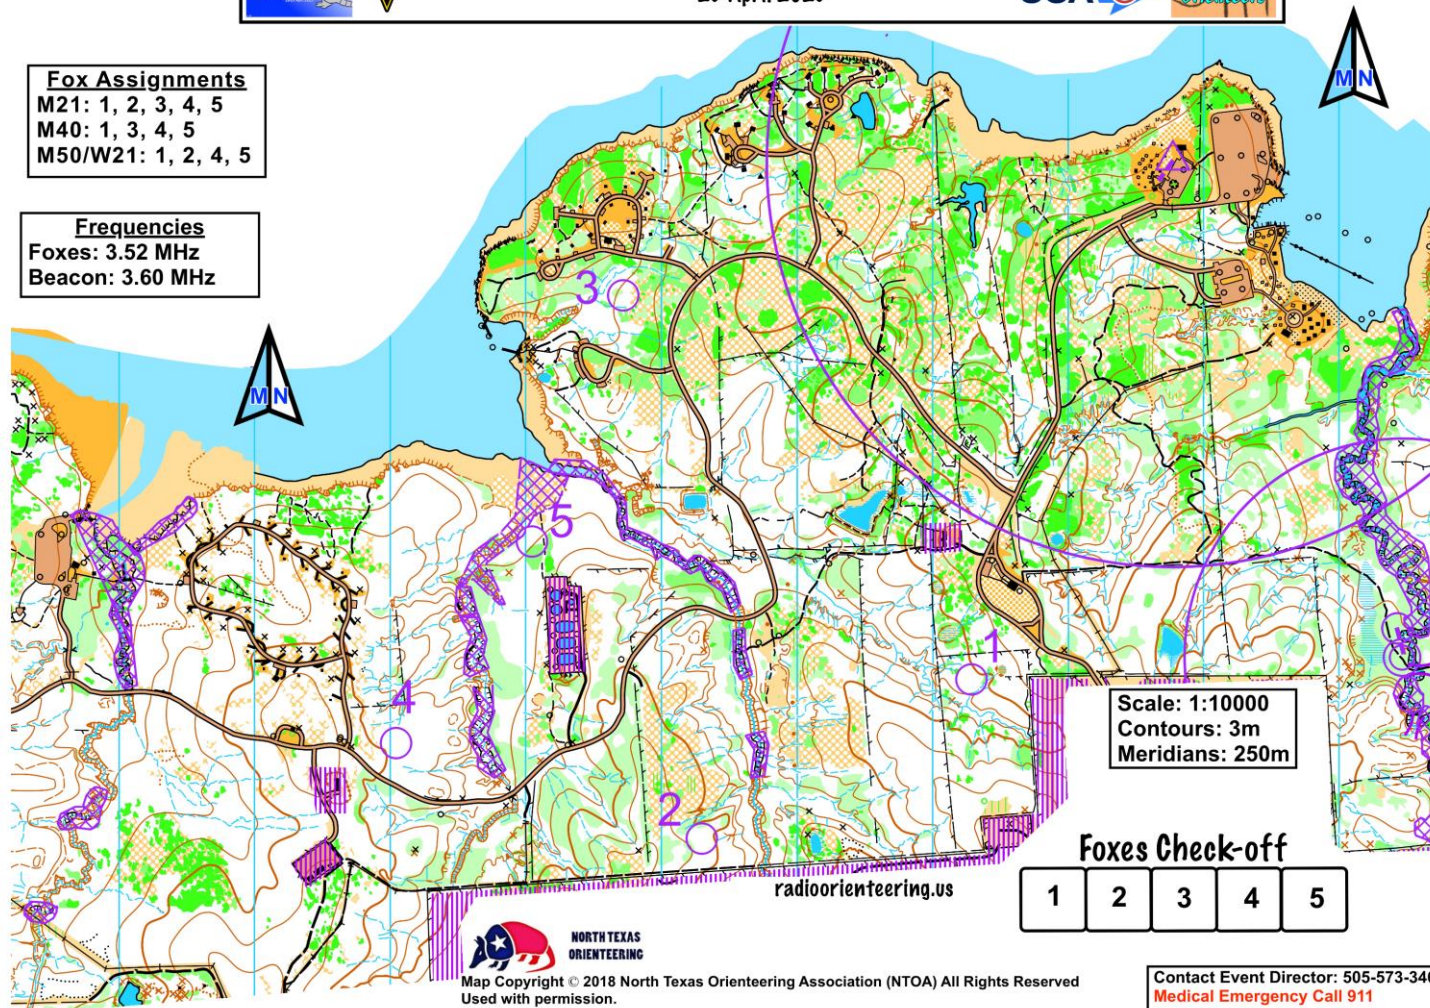 Fox Assignments
M21: 1, 2, 3, 4, 5
M40: 1, 3, 4, 5
M50/W21: 1, 2, 4, 5
Frequencies
Foxes: 3.52 MHz
Beacon: 3.60 MHz
MN
MN
3
5
1
4
2
Scale: 1:10000
Contours: 3m
Meridians: 250m
Foxes Check-off
1 2 3 4 5
radioorienteering.us
NORTH TEXAS
ORIENTEERING
Map Copyright © 2018 North Texas Orienteering Association (NTOA) All Rights Reserved
Used with permission.
Contact Event Director: 505-573-346
Medical Emergency Call 911